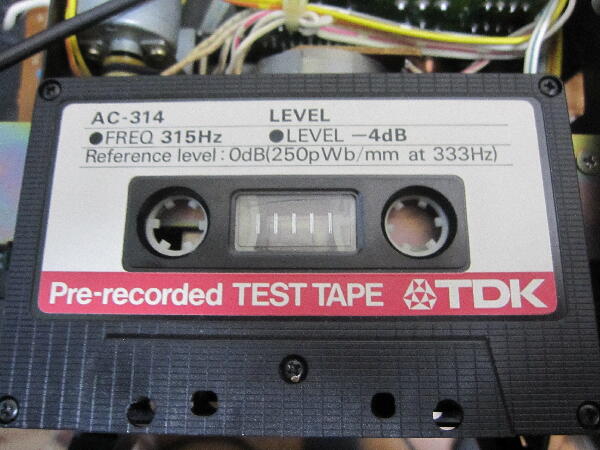 AC-314 LEVEL
●FREQ 315Hz ●LEVEL —4dB
Reference level : 0dB(250pWb/mm at 333Hz)
Pre-recorded TEST TAPE TDK